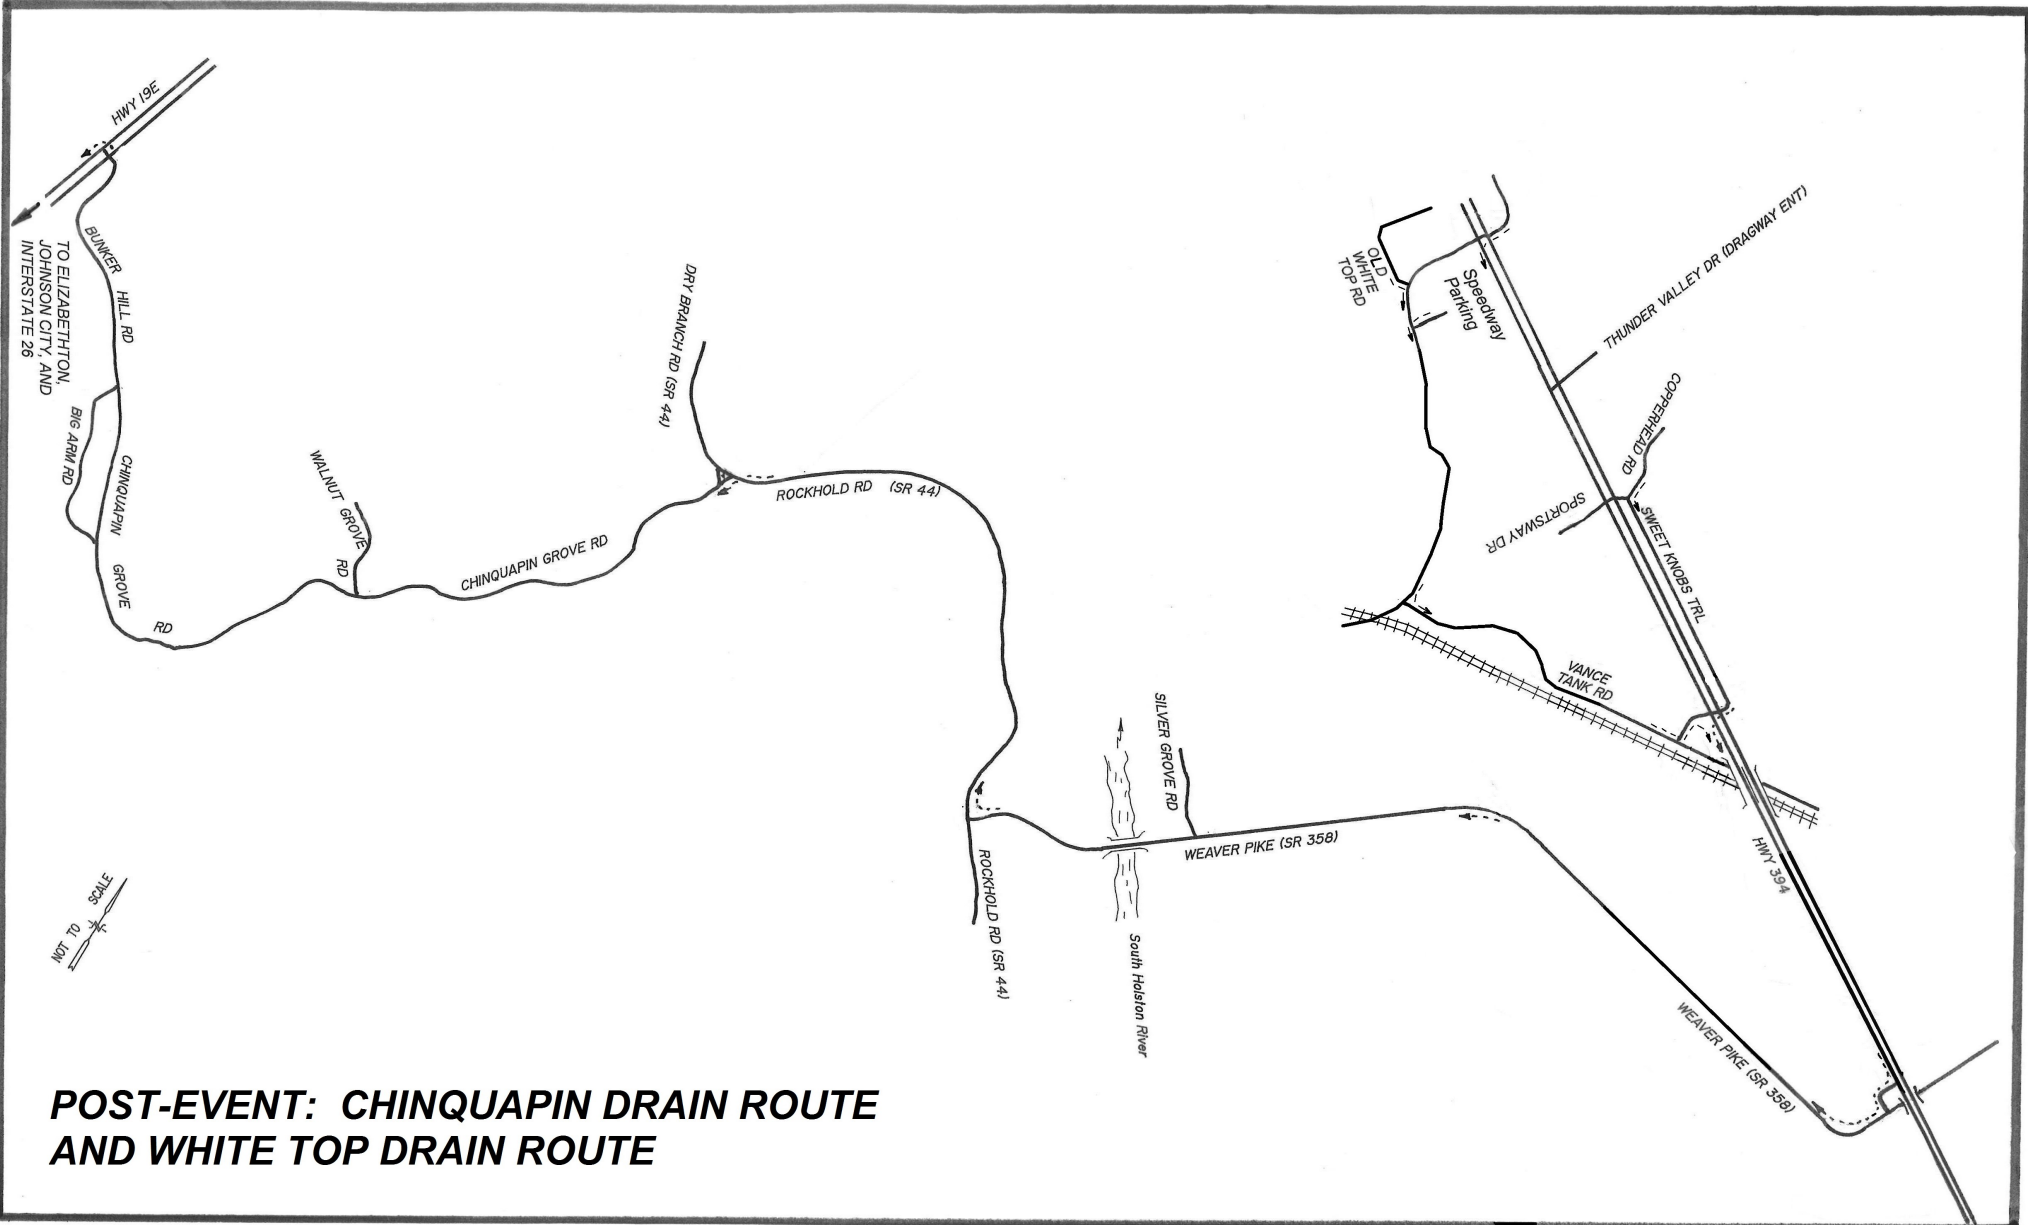 HWY 19E
TO ELIZABETHTON,
JOHNSON CITY, AND
INTERSTATE 26
BUNKER HILL RD
BIG ARM RD
CHINQUAPIN GROVE RD
WALNUT GROVE RD
CHINQUAPIN GROVE RD
DRY BRANCH RD (SR 44)
ROCKHOLD RD (SR 44)
ROCKHOLD RD (SR 44)
SILVER GROVE RD
South Holston River
WEAVER PIKE (SR 358)
OLD
WHITE
TOP RD
Speedway
Parking
THUNDER VALLEY DR (DRAGWAY ENT)
COPPERHEAD RD
SPORTSWAY DR
SWEET KNOBS TRL
VANCE
TANK RD
HWY 394
WEAVER PIKE (SR 358)
NOT TO SCALE
POST-EVENT: CHINQUAPIN DRAIN ROUTE
AND WHITE TOP DRAIN ROUTE